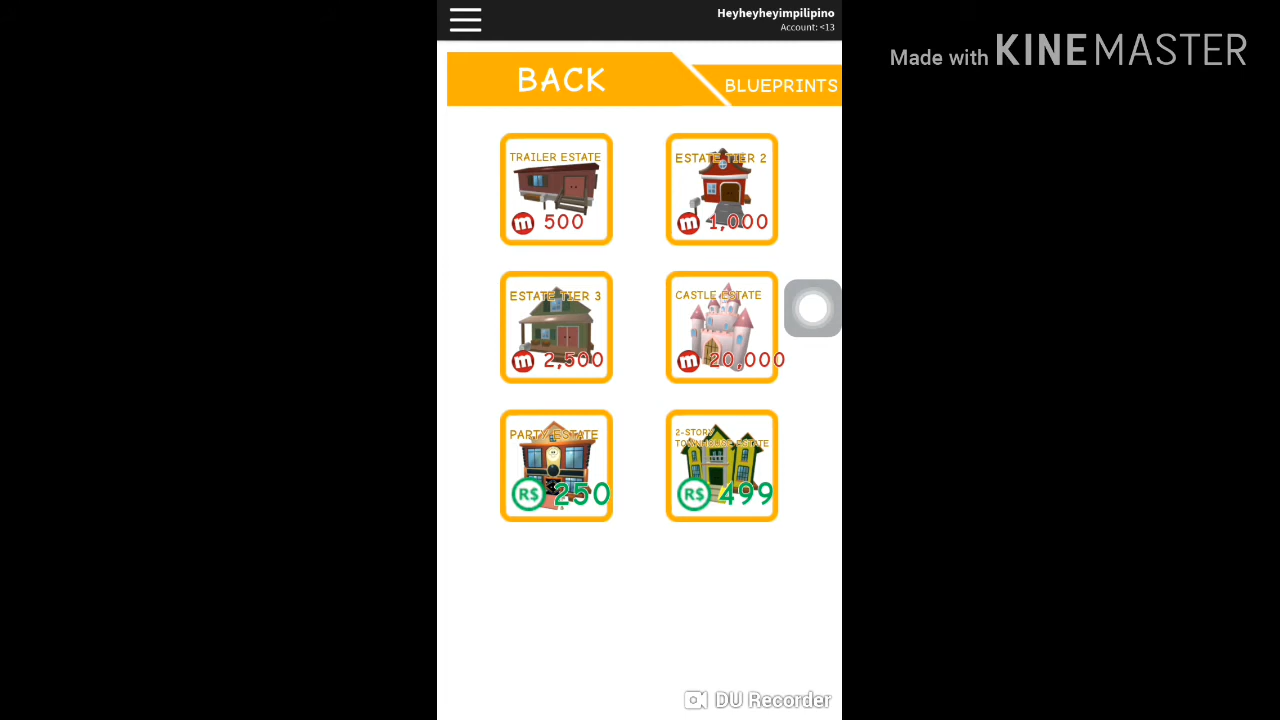 Heyheyheyimpilipino
Account: <13
Made with KINEMASTER
BACK
BLUEPRINTS
TRAILER ESTATE
m 500
ESTATE TIER 2
m 1,000
ESTATE TIER 3
m 2,500
CASTLE ESTATE
m 20,000
PARTY ESTATE
R$ 250
2-STORY
TOWNHOUSE ESTATE
R$ 499
DU Recorder